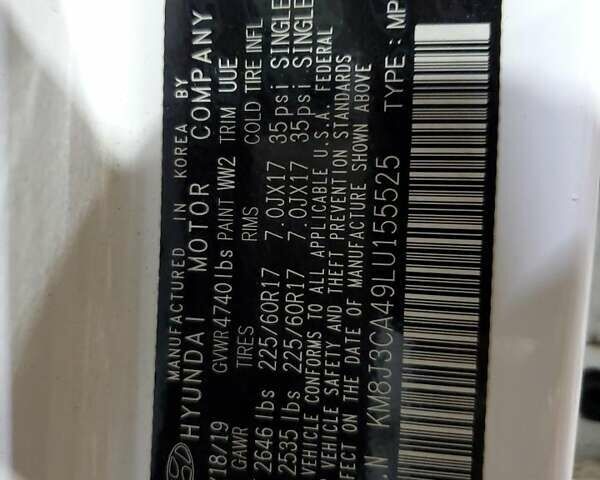 MANUFACTURED IN KOREA BY
HYUNDAI MOTOR COMPANY
/18/19 GVWR 4740 lbs PAINT WW2 TRIM UUE
GAWR TIRES RIMS COLD TIRE INFL
2646 lbs 225/60R17 7.0JX17 35psi SINGLE
2535 lbs 225/60R17 7.0JX17 35psi SINGLE
VEHICLE CONFORMS TO ALL APPLICABLE U.S.A. FEDERAL
VEHICLE SAFETY AND THEFT PREVENTION STANDARDS
FECT ON THE DATE OF MANUFACTURE SHOWN ABOVE
.N KM8J3CA49LU155525 TYPE : MP